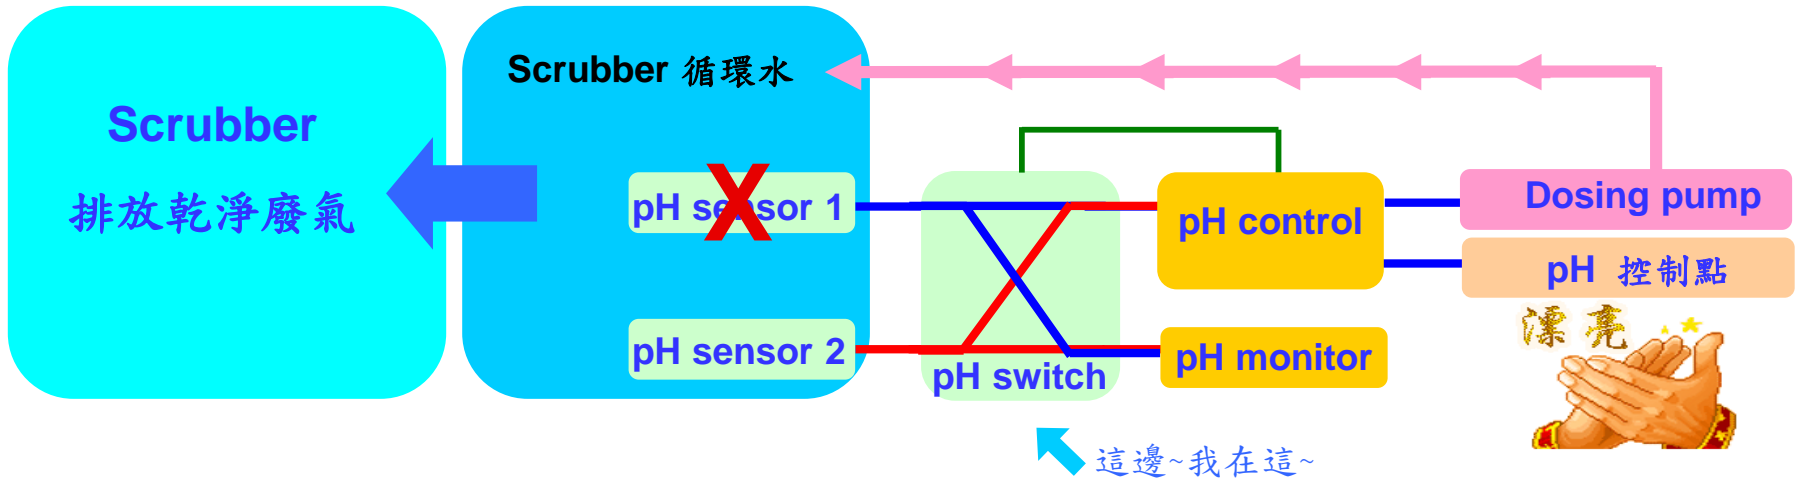 Scrubber
排放乾淨廢氣
Scrubber 循環水
pH sensor 1
X
pH sensor 2
pH switch
pH control
pH monitor
Dosing pump
pH 控制點
漂亮
這邊~我在這~